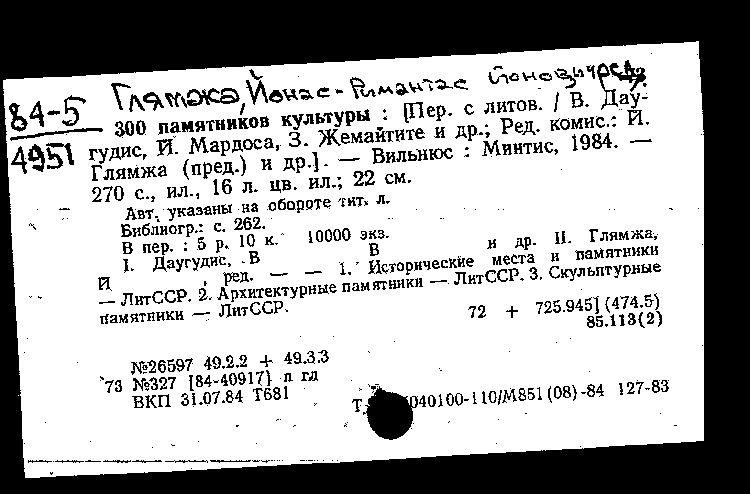 Глямжа, Йонас-Римантас Йонович, ред.
84-5
4951
300 памятников культуры : [Пер. с литов. / В. Дау-
гудис, Й. Мардоса, З. Жемайтите и др.; Ред. комис.: Й.
Глямжа (пред.) и др.]. — Вильнюс : Минтис, 1984. —
270 с., ил., 16 л. цв. ил.; 22 см.
Авт. указаны на обороте тит. л.
Библиогр.: с. 262.
В пер. : 5 р. 10 к. 10000 экз.
I. Даугудис, В В и др. II. Глямжа,
Й , ред. — — 1. Исторические места и памятники
— ЛитССР. 2. Архитектурные памятники — ЛитССР. 3. Скульптурные
памятники — ЛитССР.
72 + 725.945] (474.5)
85.113(2)
№26597 49.2.2 + 49.3.3
73 №327 [84-40917] п гл
ВКП 31.07.84 Т681
Т, 040100-110/М851(08)-84 127-83